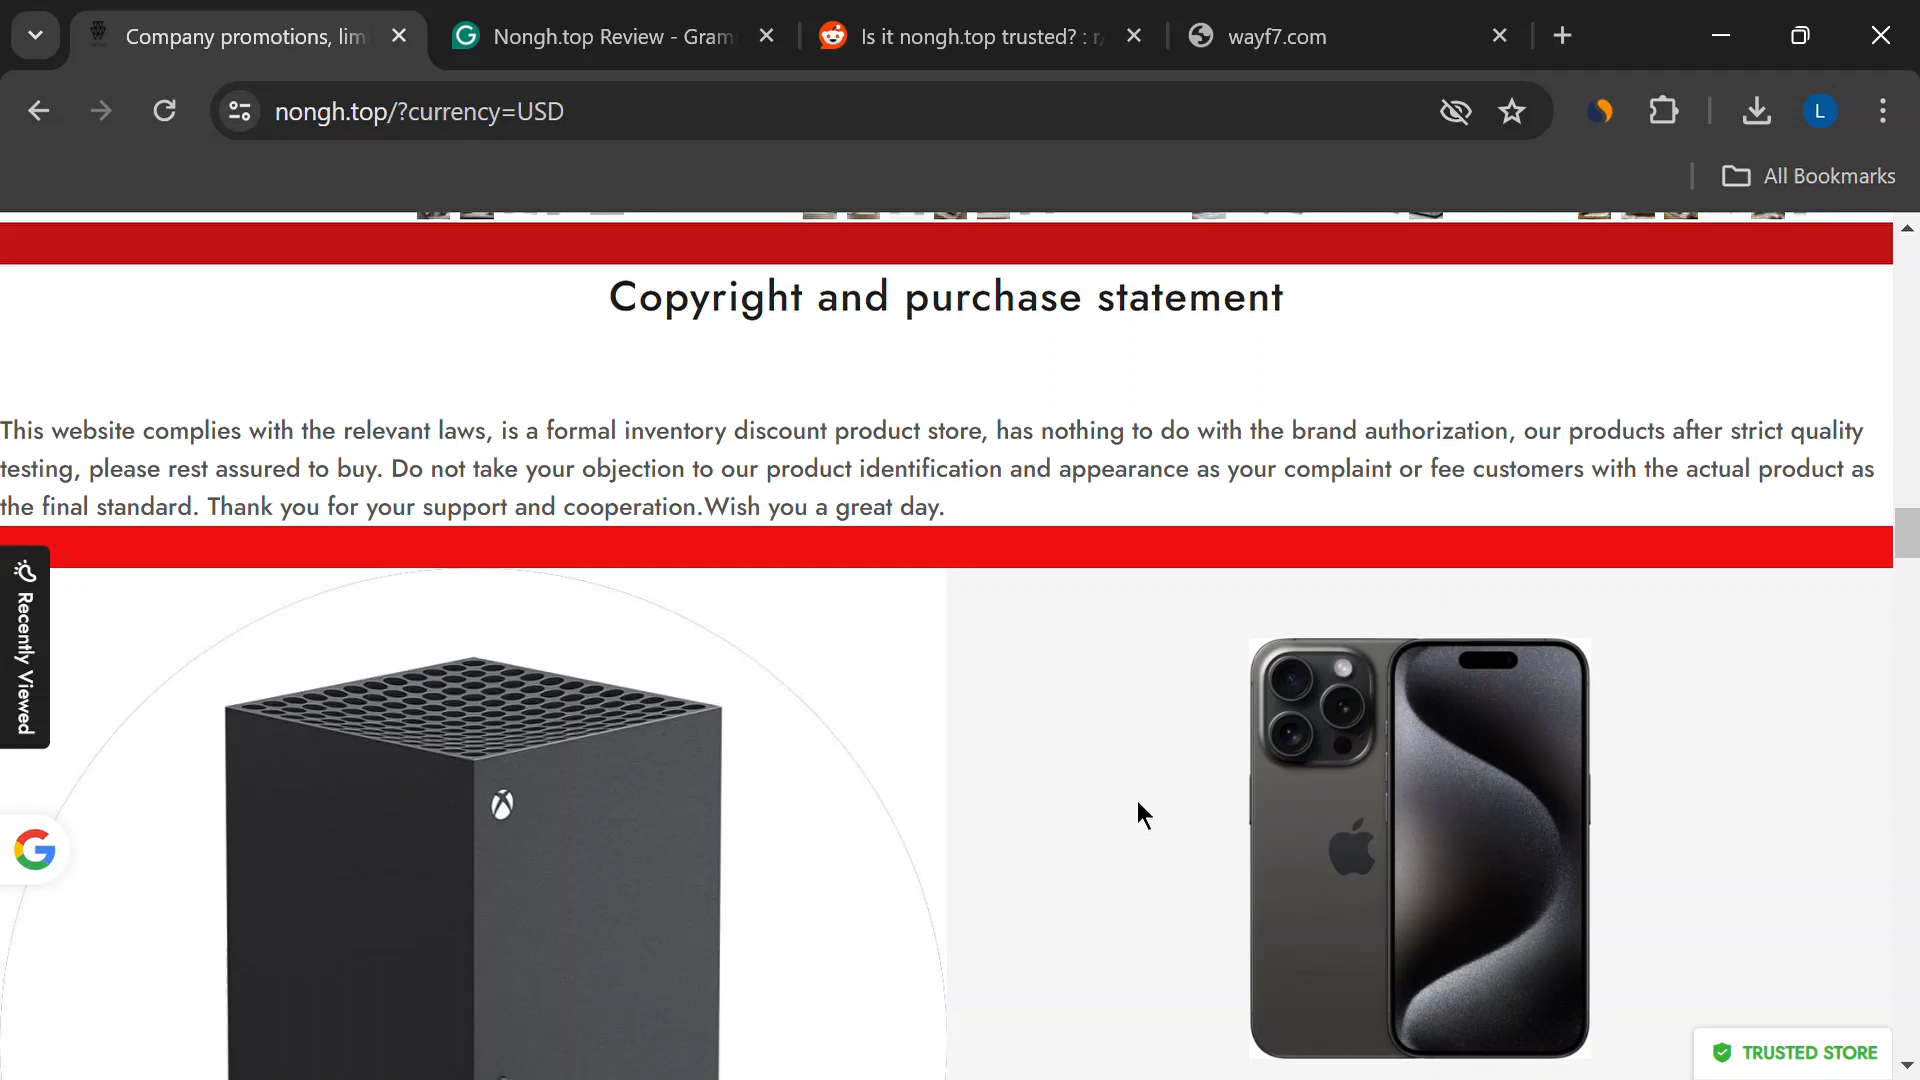 Company promotions, lim
Nongh.top Review - Gram
Is it nongh.top trusted? : r/
wayf7.com
nongh.top/?currency=USD
L
All Bookmarks
Copyright and purchase statement
This website complies with the relevant laws, is a formal inventory discount product store, has nothing to do with the brand authorization, our products after strict quality
testing, please rest assured to buy. Do not take your objection to our product identification and appearance as your complaint or fee customers with the actual product as
the final standard. Thank you for your support and cooperation.Wish you a great day.
Recently Viewed
TRUSTED STORE